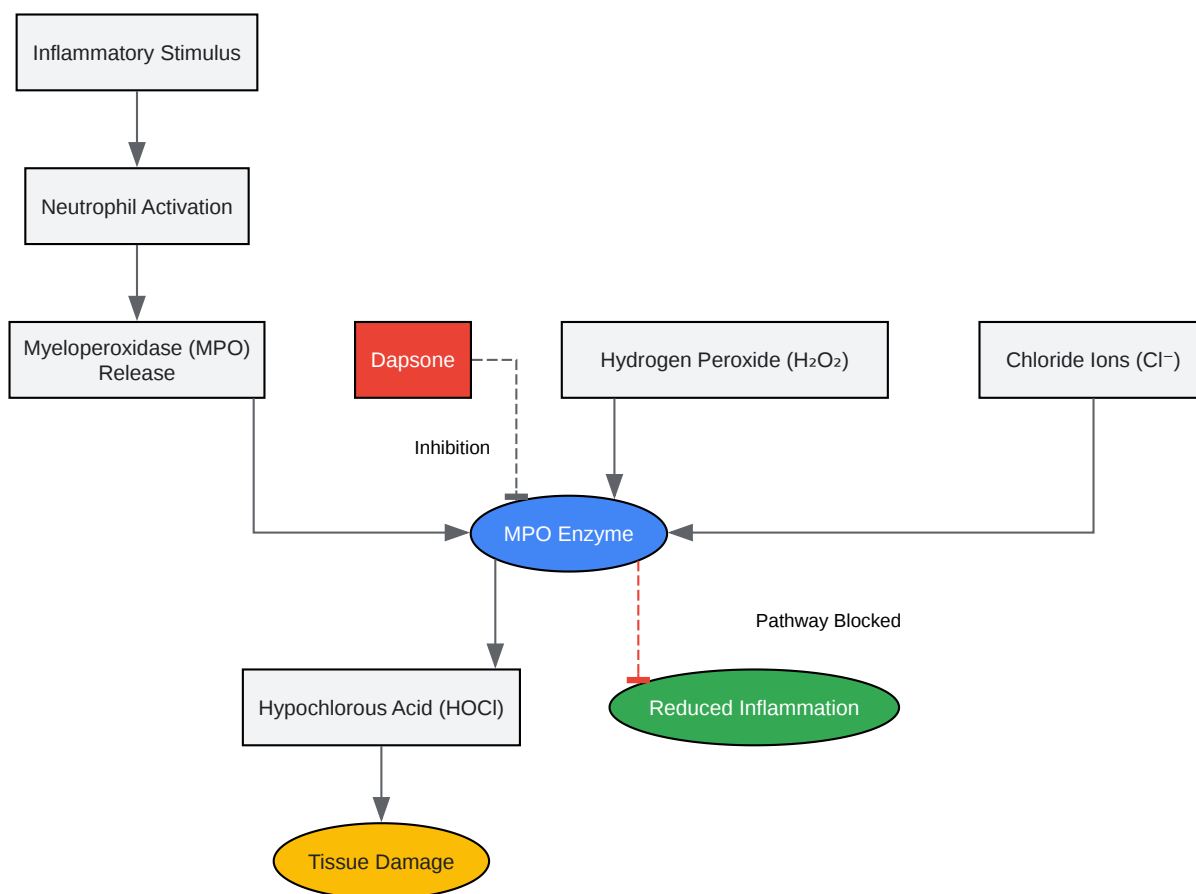 Inflammatory Stimulus
Neutrophil Activation
Myeloperoxidase (MPO)
Release
Dapsone
Hydrogen Peroxide (H₂O₂)
Chloride Ions (Cl⁻)
Inhibition
MPO Enzyme
Pathway Blocked
Hypochlorous Acid (HOCl)
Reduced Inflammation
Tissue Damage